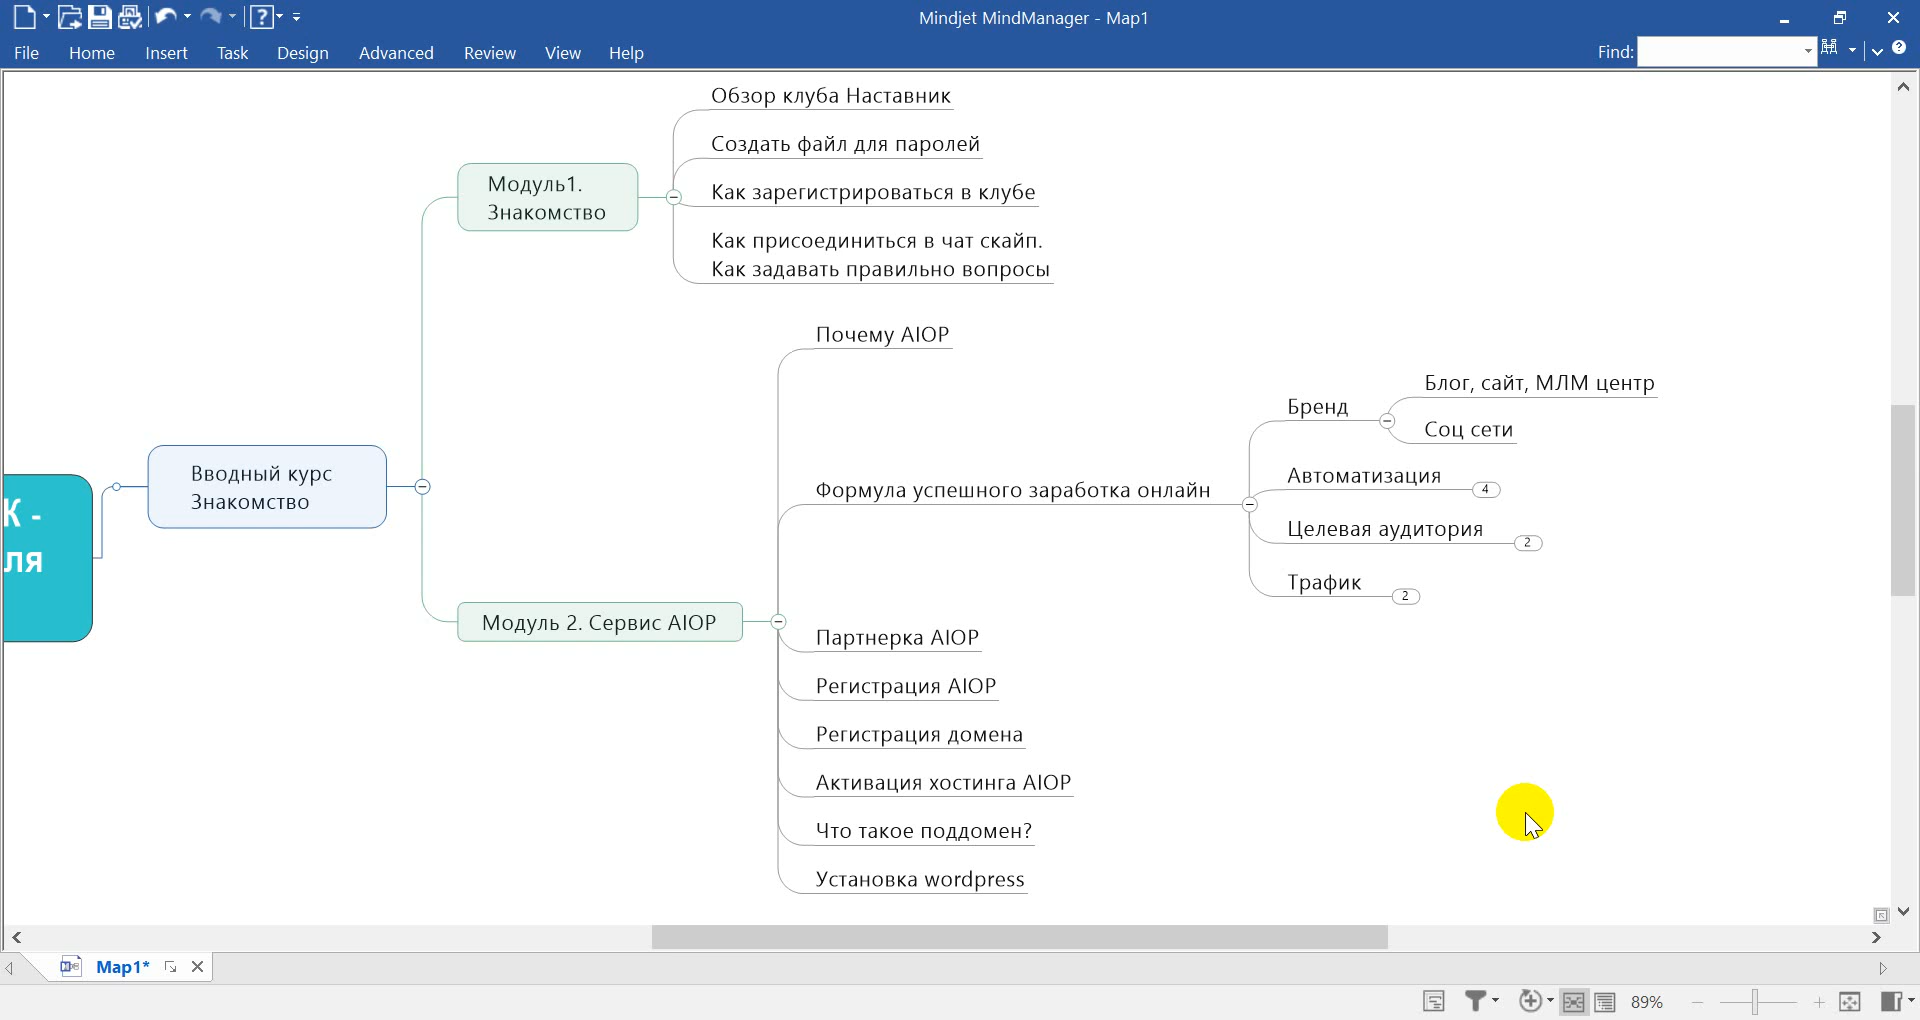 Mindjet MindManager - Map1
File Home Insert Task Design Advanced Review View Help
Find:
Обзор клуба Наставник
Создать файл для паролей
Модуль1.
Знакомство
Как зарегистрироваться в клубе
Как присоединиться в чат скайп.
Как задавать правильно вопросы
Почему AIOP
Блог, сайт, МЛМ центр
Бренд
Соц сети
Вводный курс
Знакомство
Формула успешного заработка онлайн
Автоматизация 4
Целевая аудитория 2
Трафик 2
К -
ля
Модуль 2. Сервис AIOP
Партнерка AIOP
Регистрация AIOP
Регистрация домена
Активация хостинга AIOP
Что такое поддомен?
Установка wordpress
Map1*
89%